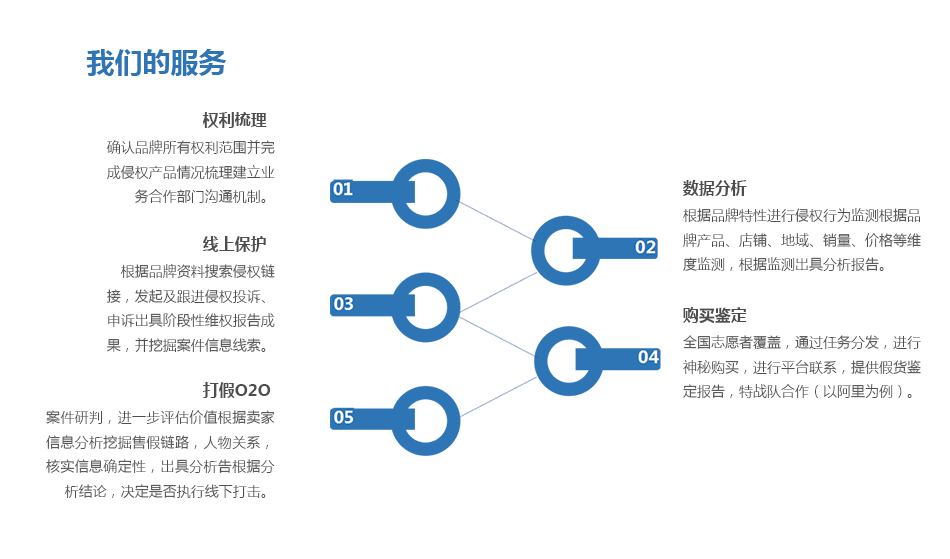 我们的服务
权利梳理
确认品牌所有权利范围并完
成侵权产品情况梳理建立业
务合作部门沟通机制。
01
数据分析
根据品牌特性进行侵权行为监测根据品
牌产品、店铺、地域、销量、价格等维
度监测，根据监测出具分析报告。
02
线上保护
根据品牌资料搜索侵权链
接，发起及跟进侵权投诉、
申诉出具阶段性维权报告成
果，并挖掘案件信息线索。
03
购买鉴定
全国志愿者覆盖，通过任务分发，进行
神秘购买，进行平台联系，提供假货鉴
定报告，特战队合作（以阿里为例）。
04
打假O2O
案件研判，进一步评估价值根据卖家
信息分析挖掘售假链路，人物关系，
核实信息确定性，出具分析告根据分
析结论，决定是否执行线下打击。
05